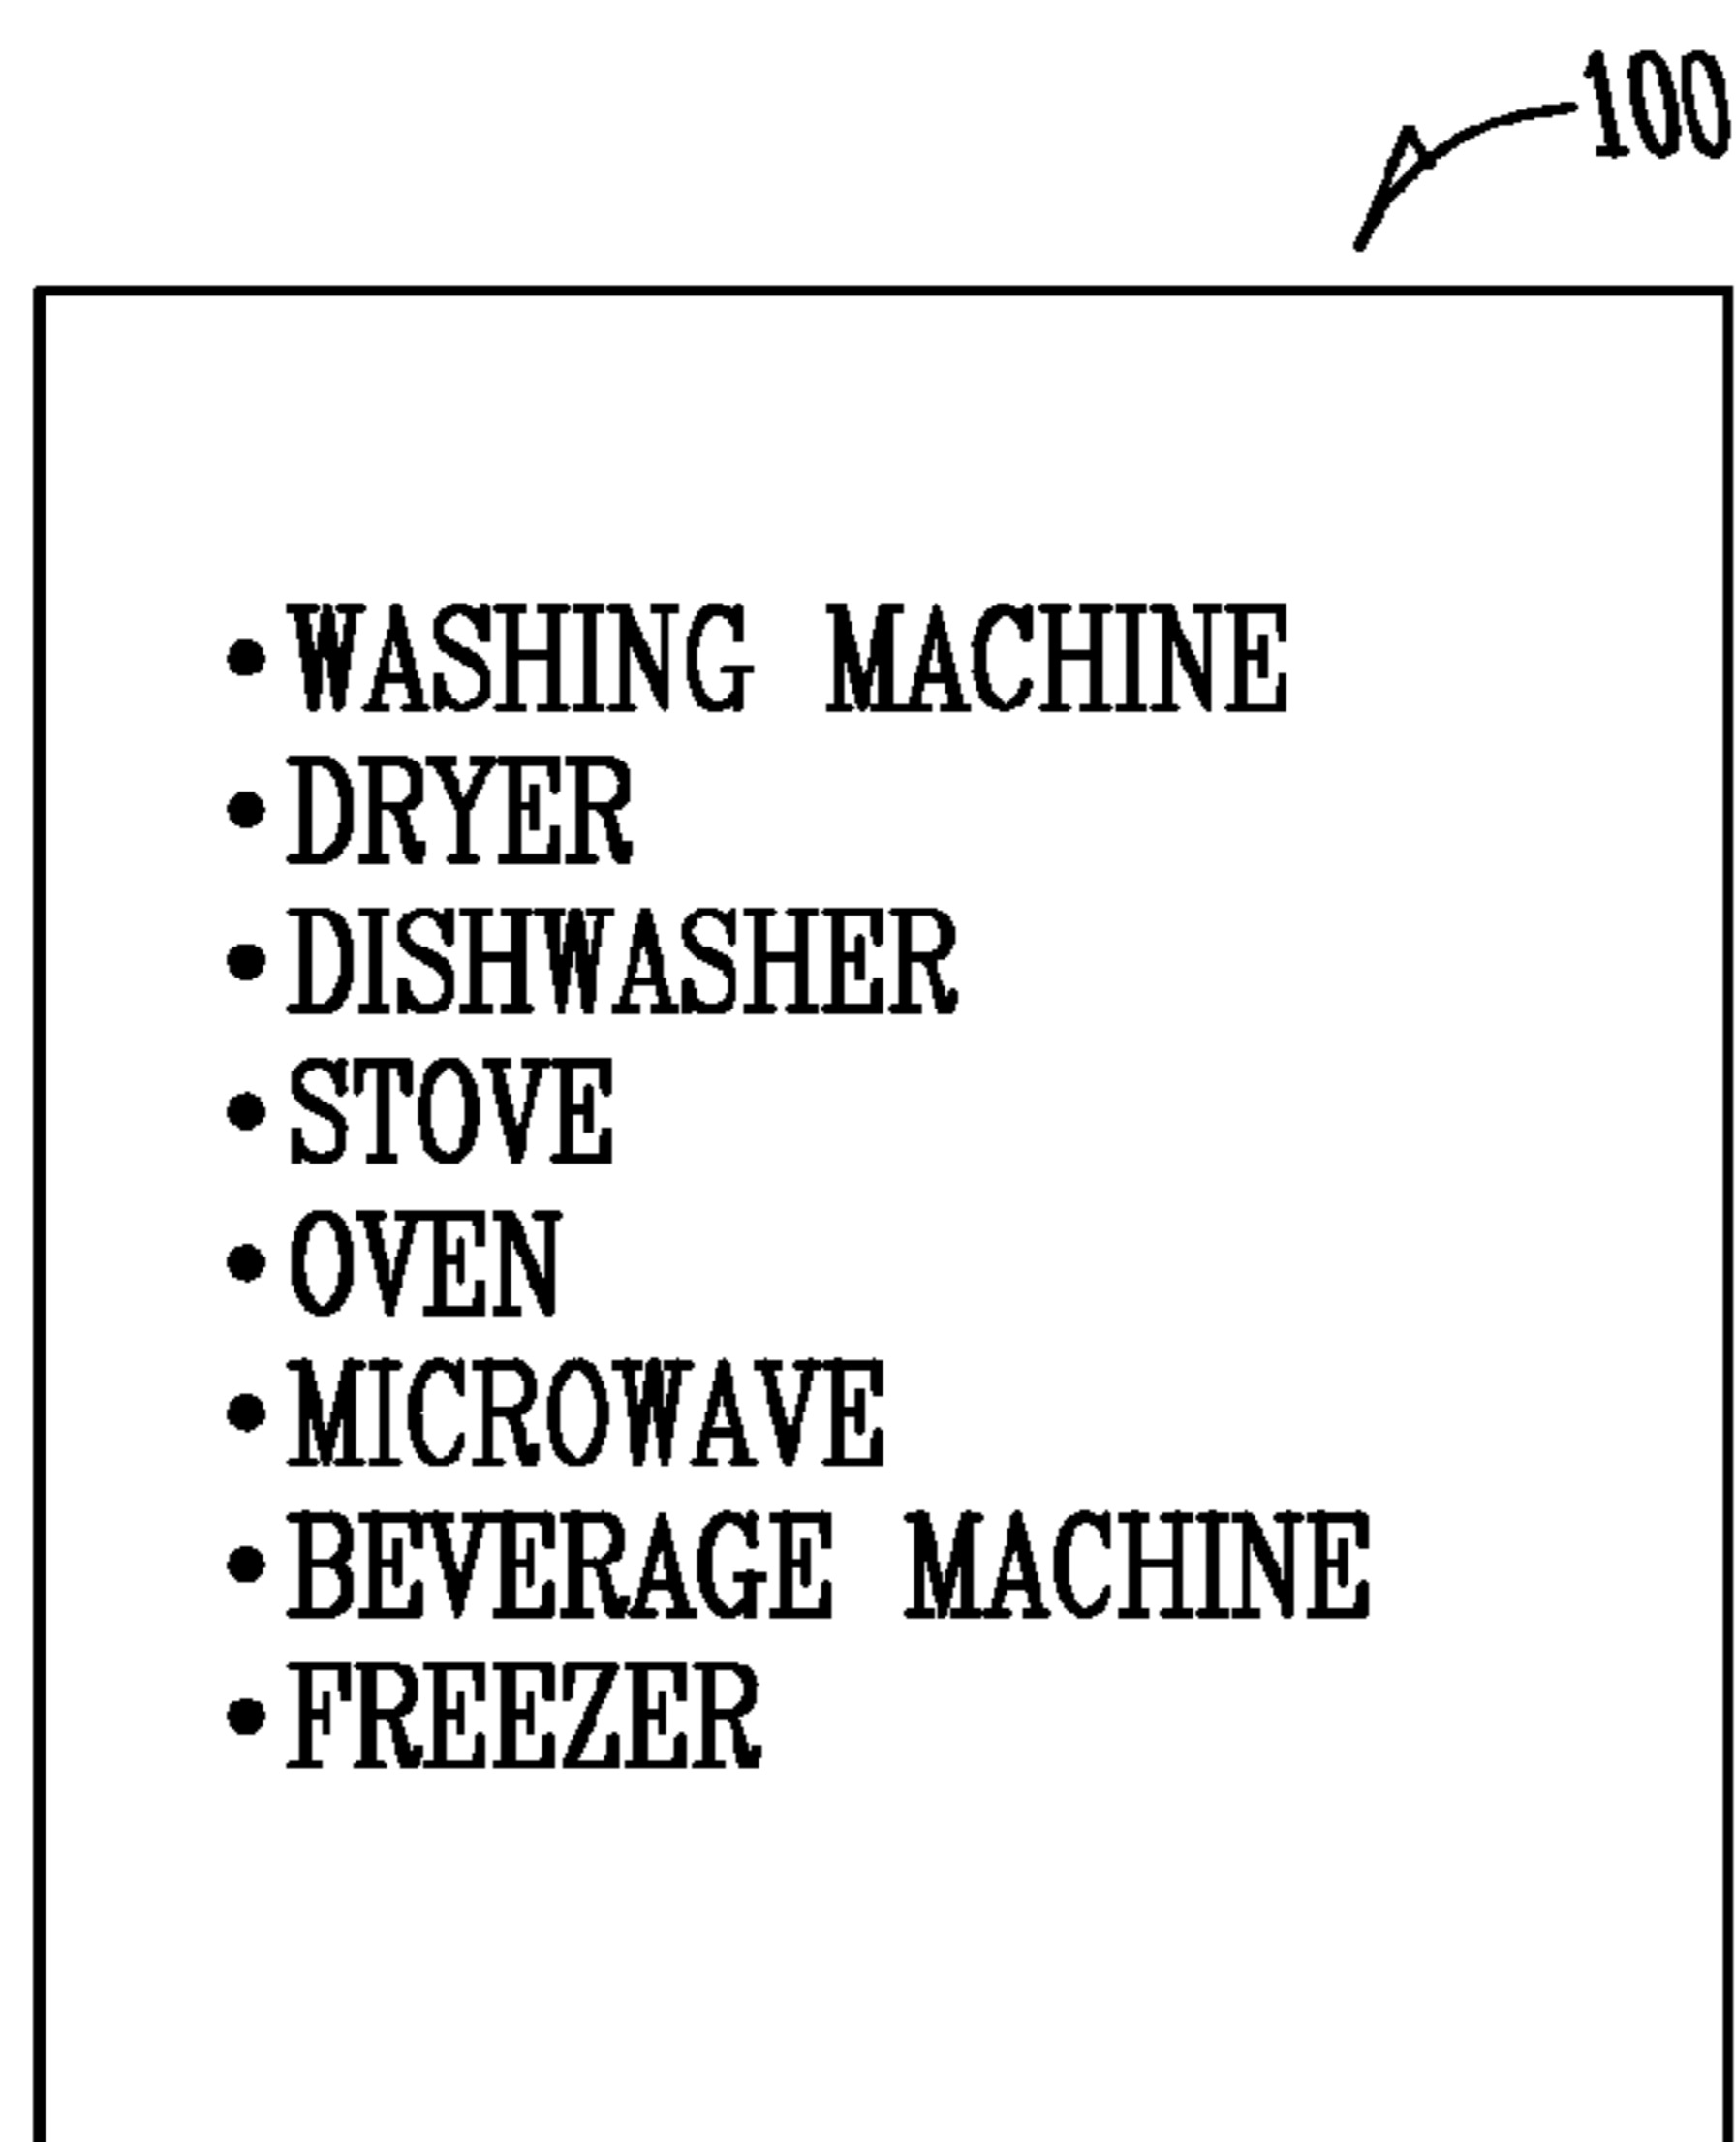 100
• WASHING MACHINE
• DRYER
• DISHWASHER
• STOVE
• OVEN
• MICROWAVE
• BEVERAGE MACHINE
• FREEZER